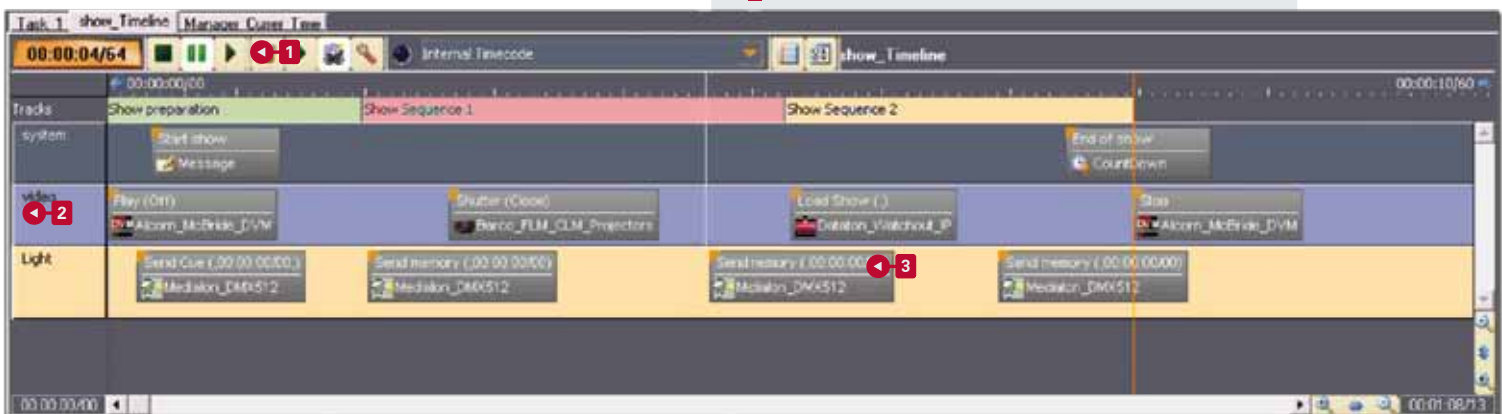 Task 1 show_Timeline Manager Cuser Time
00:00:04/64 1 Internal Timecode show_Timeline
00:00:00/00 00:00:10/60
Tracks Show preparation Show Sequence 1 Show Sequence 2
system Start show End of show
Message CountDown
video Play (Off) Shutter (Close) Load Show (.) Stop
2 Alcorn_McBride_DVM Barco_FLM_CLM_Projectors Dataton_Watchout_IP Alcorn_McBride_DVM
Light Send Cue (,00:00:00/00,) Send memory (,00:00:00/00) Send memory (,00:00:00 3 Send memory (,00:00:00/00)
Medialon_DMX512 Medialon_DMX512 Medialon_DMX512 Medialon_DMX512
00:00:00/00 00:01:08/13